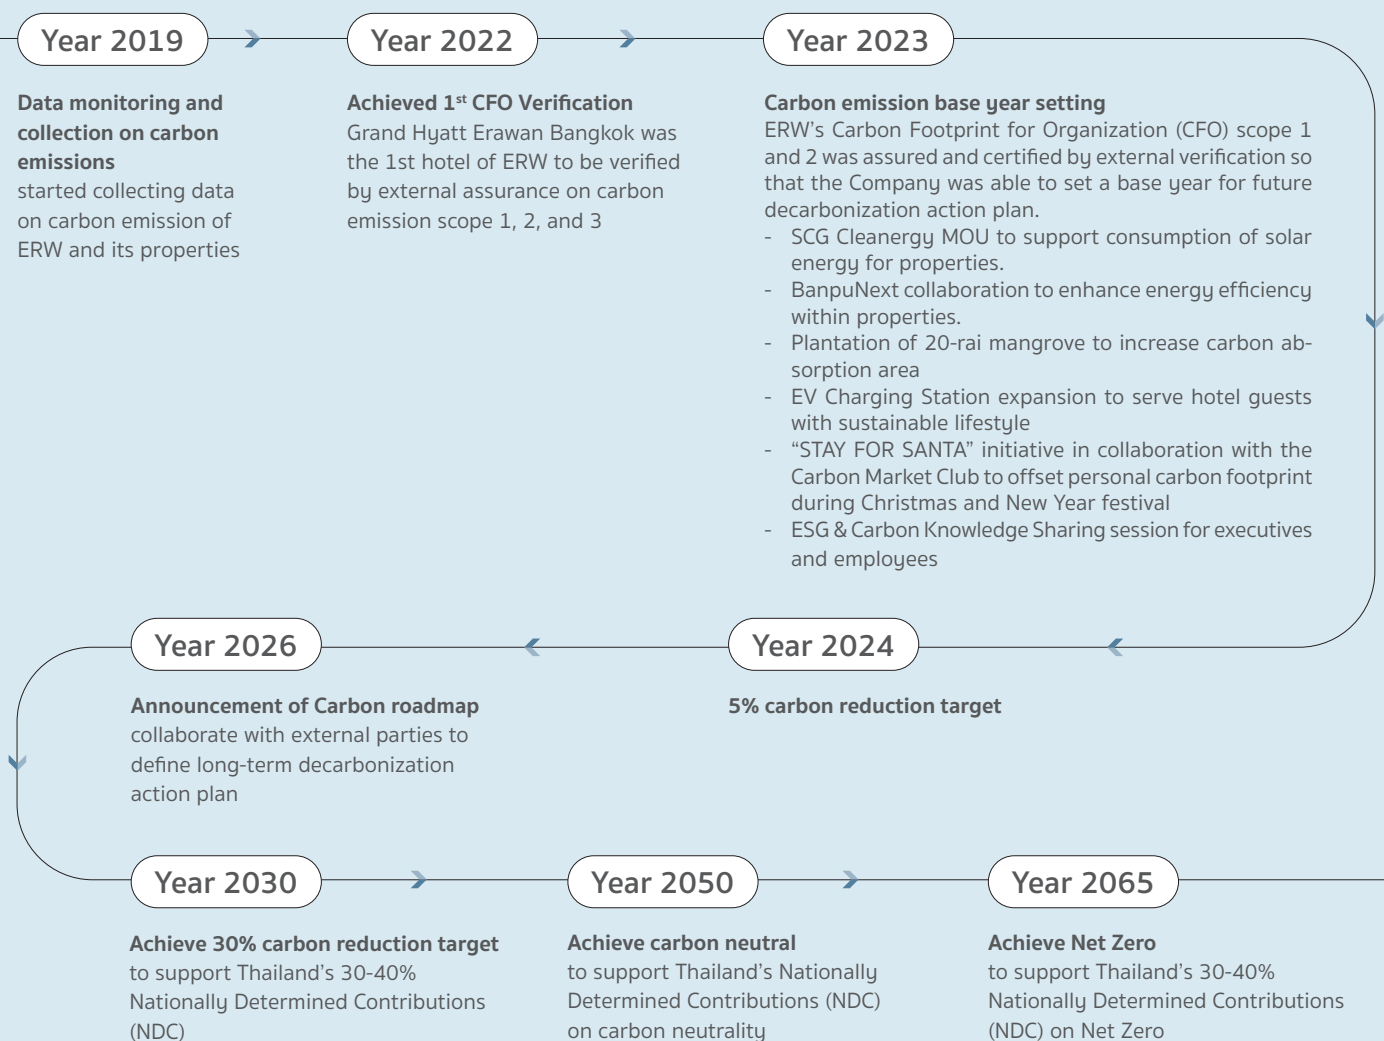 Year 2019
Data monitoring and
collection on carbon
emissions
started collecting data
on carbon emission of
ERW and its properties
Year 2022
Achieved 1st CFO Verification
Grand Hyatt Erawan Bangkok was
the 1st hotel of ERW to be verified
by external assurance on carbon
emission scope 1, 2, and 3
Year 2023
Carbon emission base year setting
ERW's Carbon Footprint for Organization (CFO) scope 1
and 2 was assured and certified by external verification so
that the Company was able to set a base year for future
decarbonization action plan.
- SCG Cleanergy MOU to support consumption of solar
energy for properties.
- BanpuNext collaboration to enhance energy efficiency
within properties.
- Plantation of 20-rai mangrove to increase carbon ab-
sorption area
- EV Charging Station expansion to serve hotel guests
with sustainable lifestyle
- “STAY FOR SANTA” initiative in collaboration with the
Carbon Market Club to offset personal carbon footprint
during Christmas and New Year festival
- ESG & Carbon Knowledge Sharing session for executives
and employees
Year 2024
5% carbon reduction target
Year 2026
Announcement of Carbon roadmap
collaborate with external parties to
define long-term decarbonization
action plan
Year 2030
Achieve 30% carbon reduction target
to support Thailand's 30-40%
Nationally Determined Contributions
(NDC)
Year 2050
Achieve carbon neutral
to support Thailand's Nationally
Determined Contributions (NDC)
on carbon neutrality
Year 2065
Achieve Net Zero
to support Thailand's 30-40%
Nationally Determined Contributions
(NDC) on Net Zero